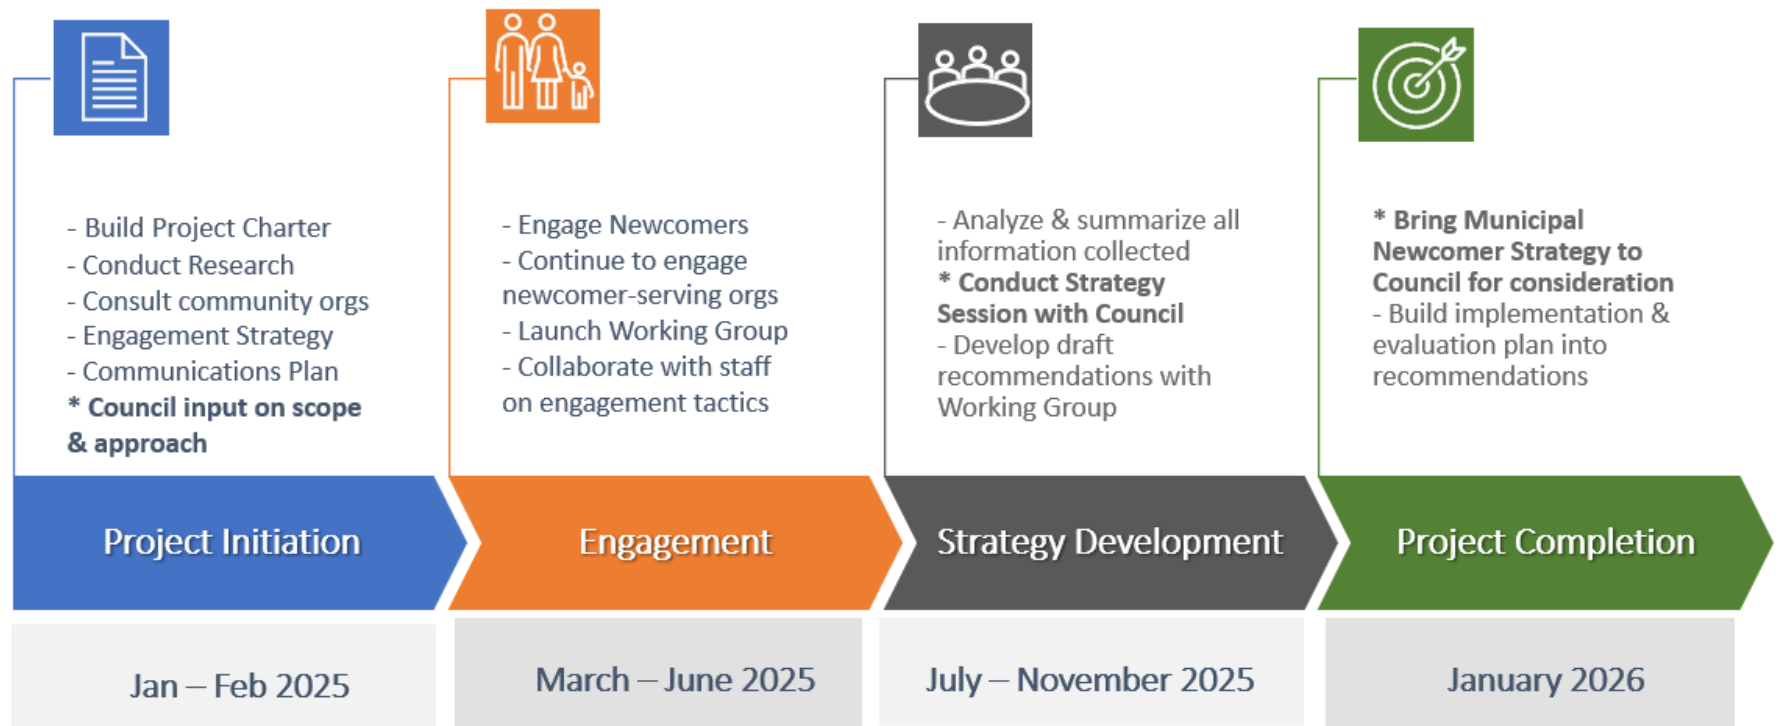 - Build Project Charter
- Conduct Research
- Consult community orgs
- Engagement Strategy
- Communications Plan
* Council input on scope
& approach
Project Initiation
Jan – Feb 2025
- Engage Newcomers
- Continue to engage
newcomer-serving orgs
- Launch Working Group
- Collaborate with staff
on engagement tactics
Engagement
March – June 2025
- Analyze & summarize all
information collected
* Conduct Strategy
Session with Council
- Develop draft
recommendations with
Working Group
Strategy Development
July – November 2025
* Bring Municipal
Newcomer Strategy to
Council for consideration
- Build implementation &
evaluation plan into
recommendations
Project Completion
January 2026